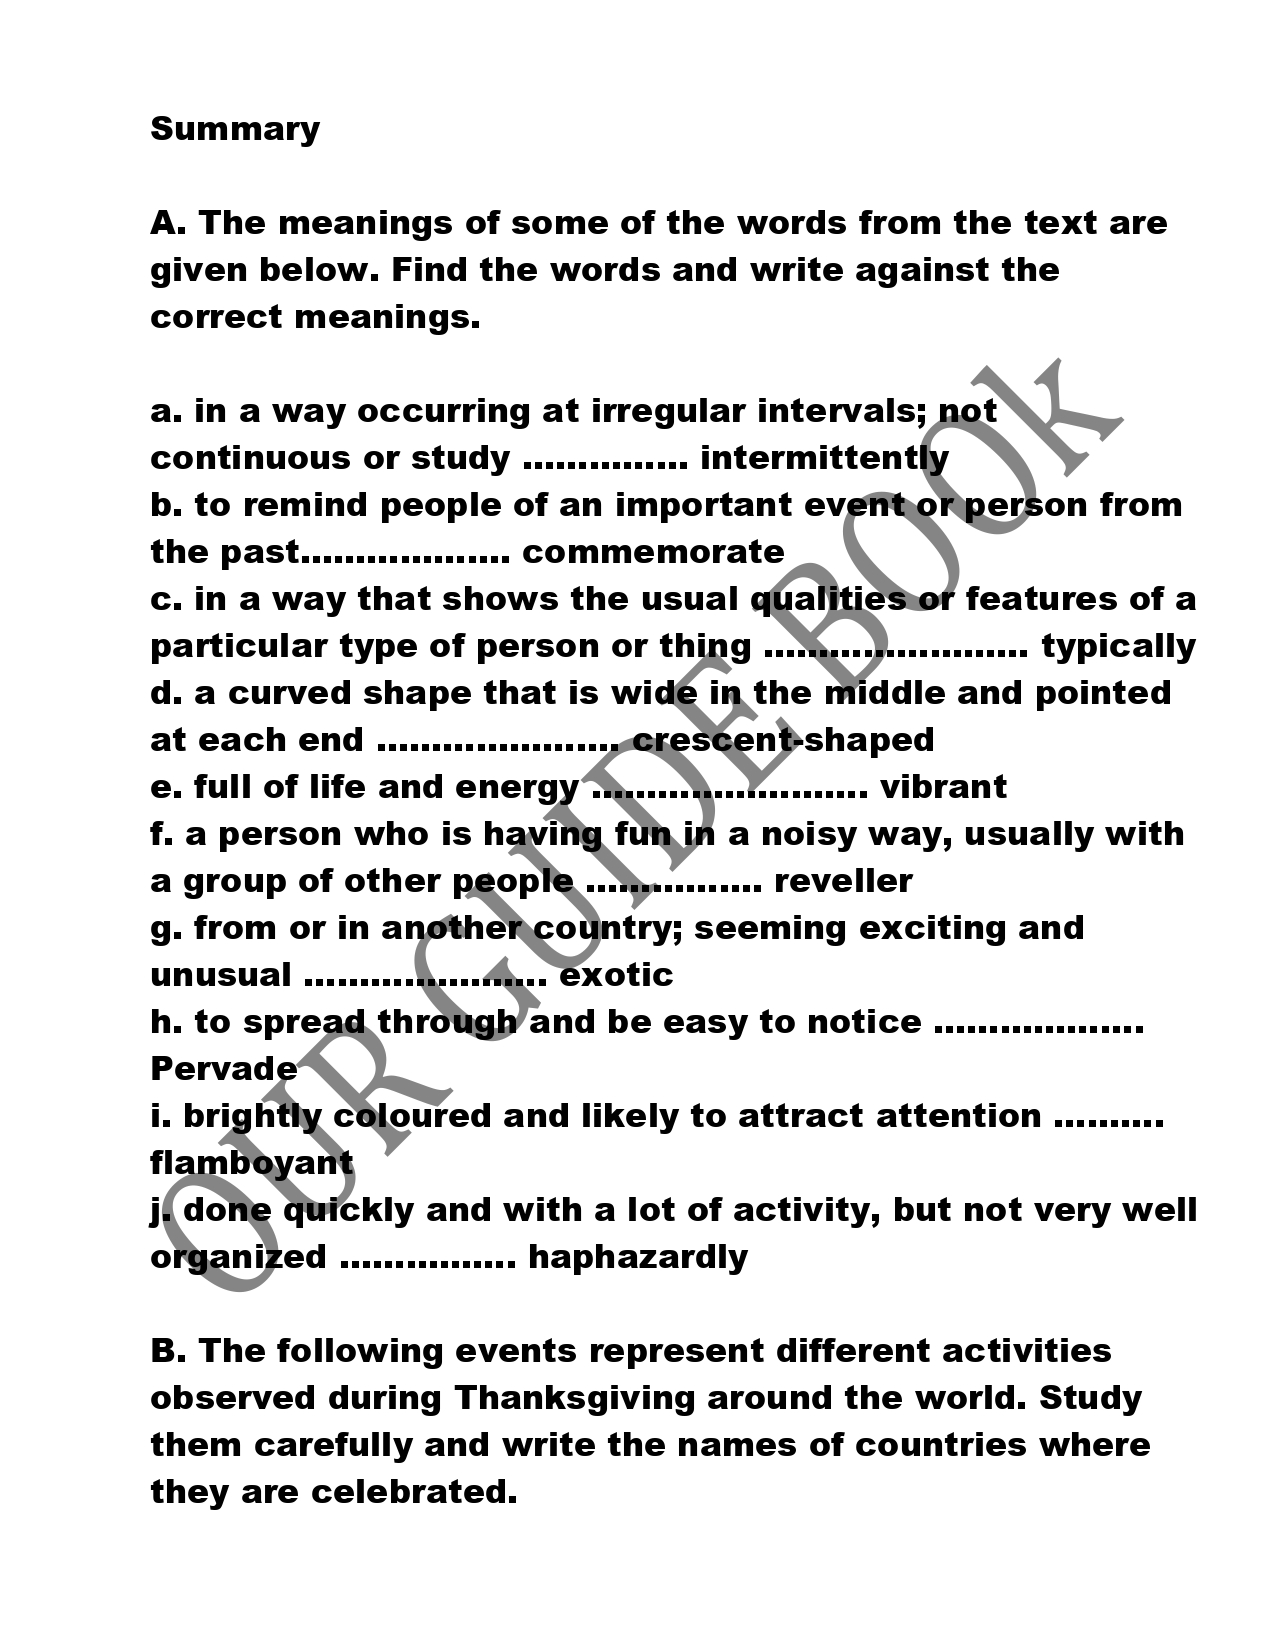 Summary
A. The meanings of some of the words from the text are
given below. Find the words and write against the
correct meanings.
a. in a way occurring at irregular intervals; not
continuous or study ............... intermittently
b. to remind people of an important event or person from
the past................... commemorate
c. in a way that shows the usual qualities or features of a
particular type of person or thing ........................ typically
d. a curved shape that is wide in the middle and pointed
at each end ...................... crescent-shaped
e. full of life and energy ......................... vibrant
f. a person who is having fun in a noisy way, usually with
a group of other people ................ reveller
g. from or in another country; seeming exciting and
unusual ...................... exotic
h. to spread through and be easy to notice ...................
Pervade
i. brightly coloured and likely to attract attention ..........
flamboyant
j. done quickly and with a lot of activity, but not very well
organized ................ haphazardly
B. The following events represent different activities
observed during Thanksgiving around the world. Study
them carefully and write the names of countries where
they are celebrated.
OUR GUIDE BOOk